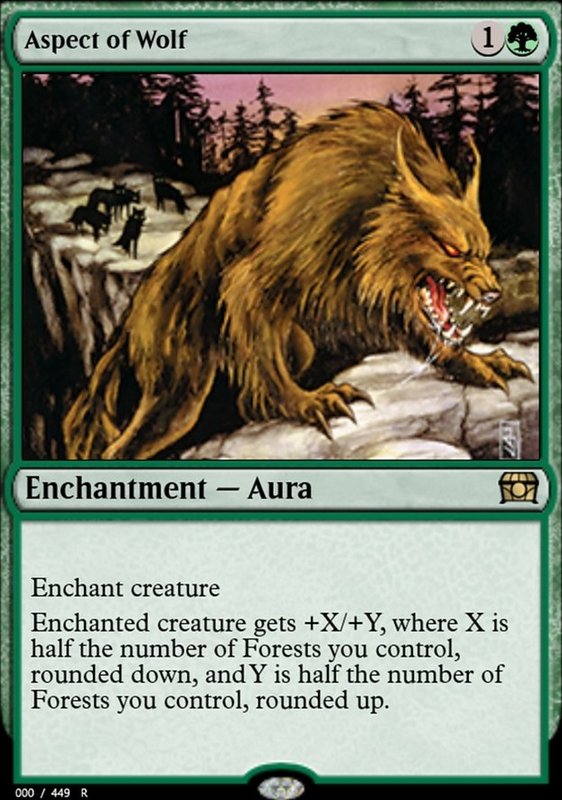 Aspect of Wolf
1
Enchantment — Aura
Enchant creature
Enchanted creature gets +X/+Y, where X is
half the number of Forests you control,
rounded down, and Y is half the number of
Forests you control, rounded up.
000 / 449 R